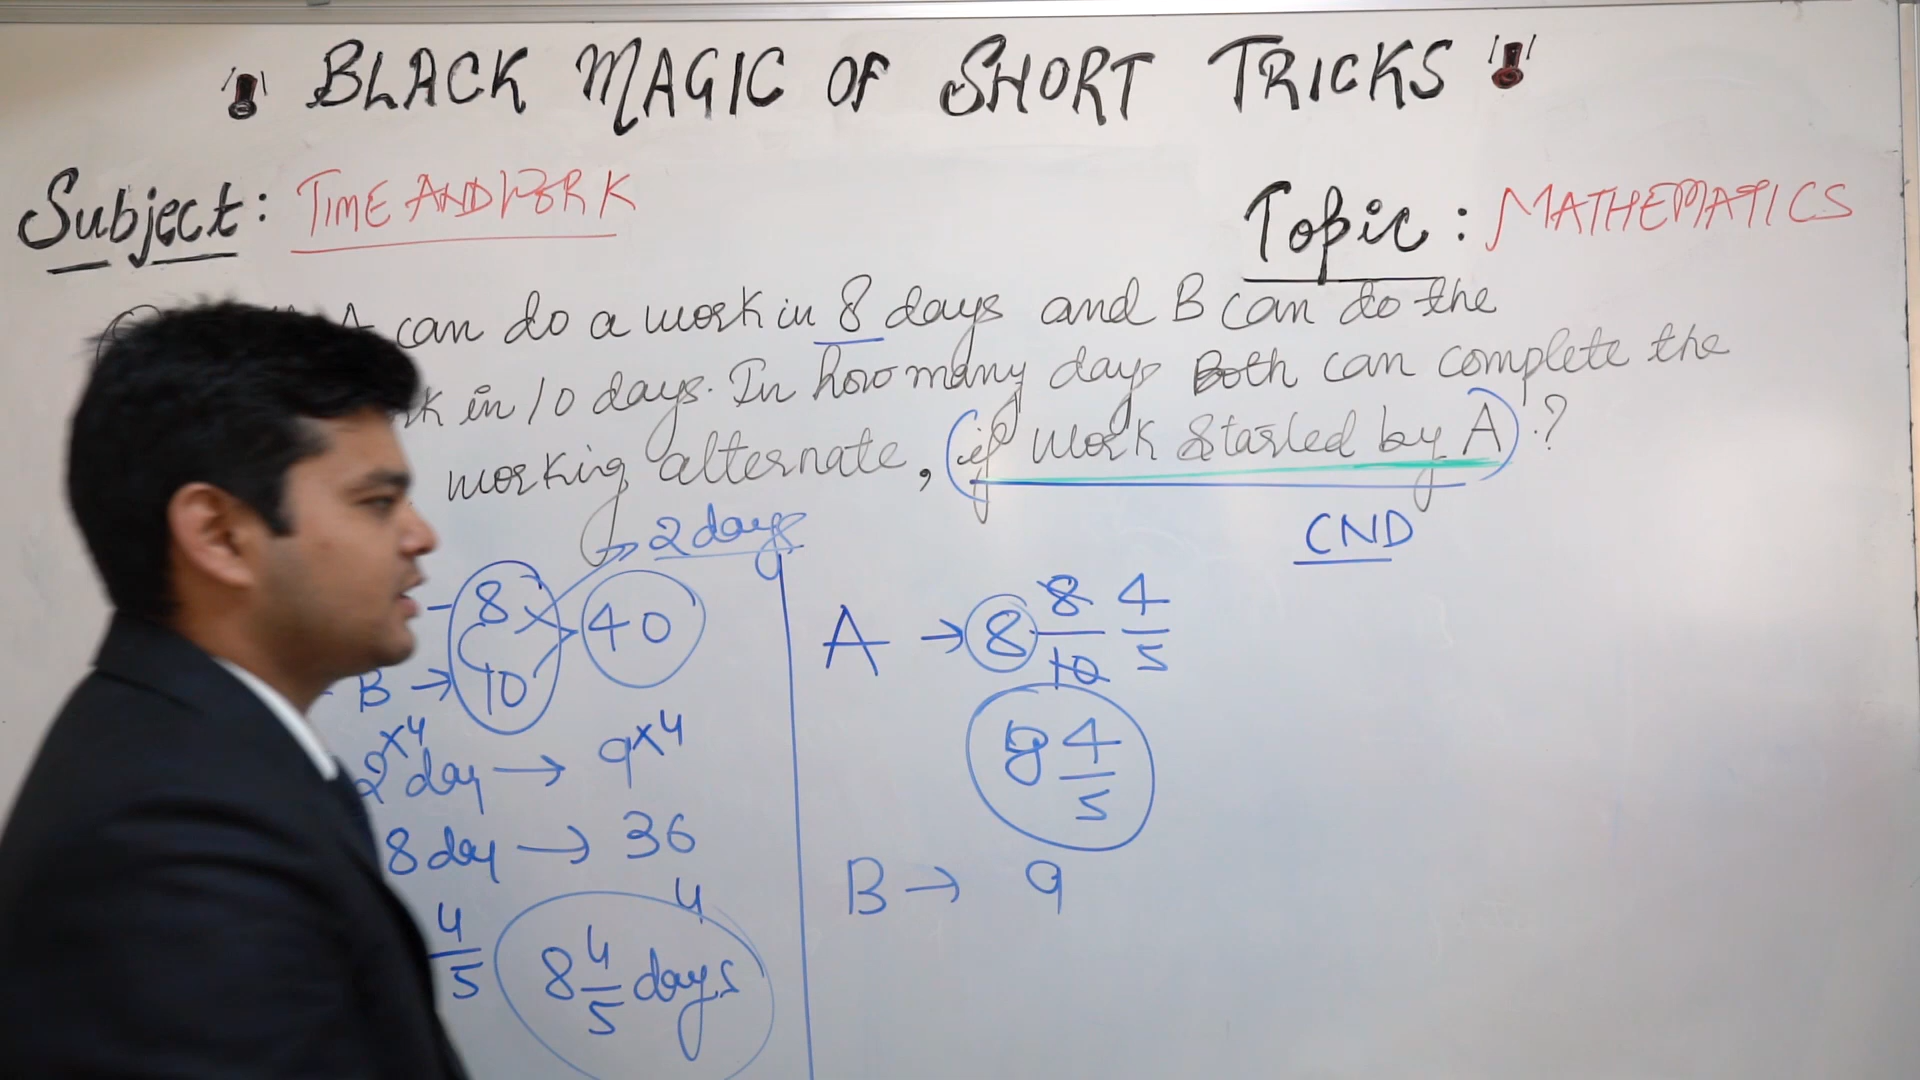 BLACK MAGIC OF SHORT TRICKS
Subject: TIME AND WORK
Topic: MATHEMATICS
A can do a work in 8 days and B can do the
rk in 10 days. In how many days Both can complete the
working alternate, (if work started by A)?
2 days
CND
8
40
B → 10
2 x4 day → 9 x4
8 day → 36
4
4/5
8 4/5 days
A → 8 8/10 4/5
8 4/5
B → 9